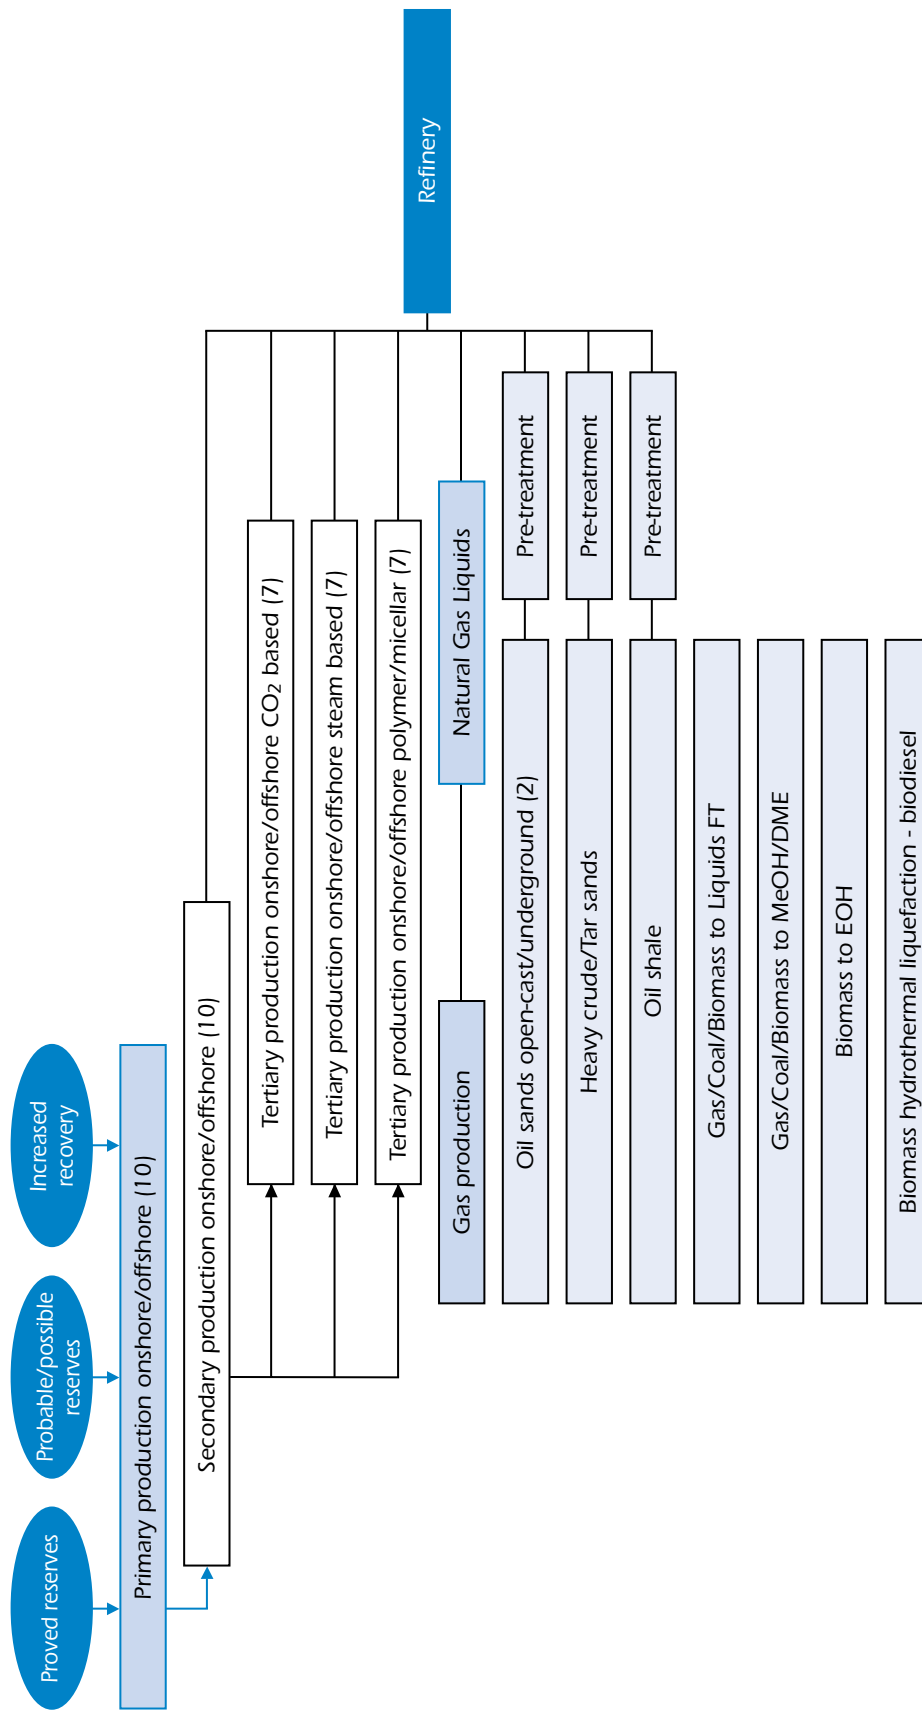 Proved reserves
Probable/possible
reserves
Increased
recovery
Primary production onshore/offshore (10)
Secondary production onshore/offshore (10)
Tertiary production onshore/offshore CO2 based (7)
Tertiary production onshore/offshore steam based (7)
Tertiary production onshore/offshore polymer/micellar (7)
Gas production
Natural Gas Liquids
Oil sands open-cast/underground (2)
Pre-treatment
Heavy crude/Tar sands
Pre-treatment
Oil shale
Pre-treatment
Gas/Coal/Biomass to Liquids FT
Gas/Coal/Biomass to MeOH/DME
Biomass to EOH
Biomass hydrothermal liquefaction - biodiesel
Refinery